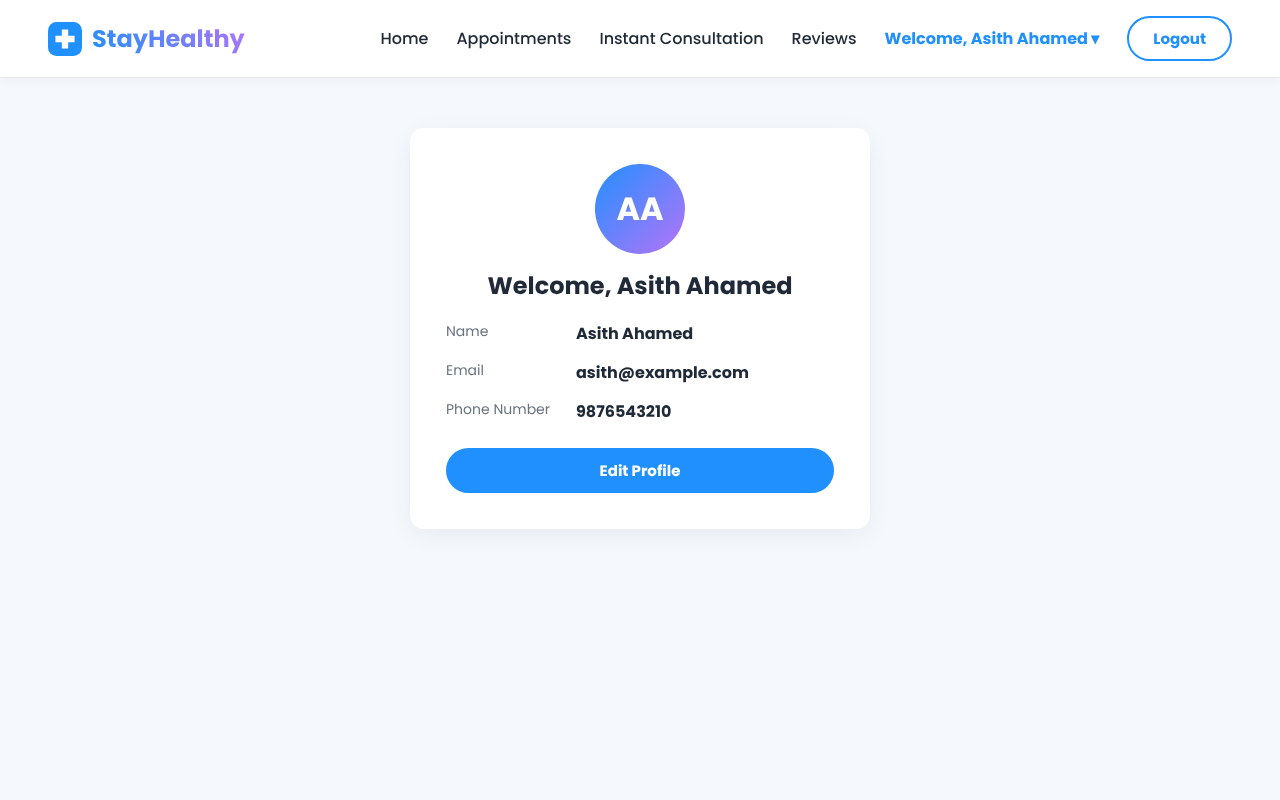 StayHealthy
Home Appointments Instant Consultation Reviews Welcome, Asith Ahamed ▾ Logout
AA
Welcome, Asith Ahamed
Name Asith Ahamed
Email asith@example.com
Phone Number 9876543210
Edit Profile